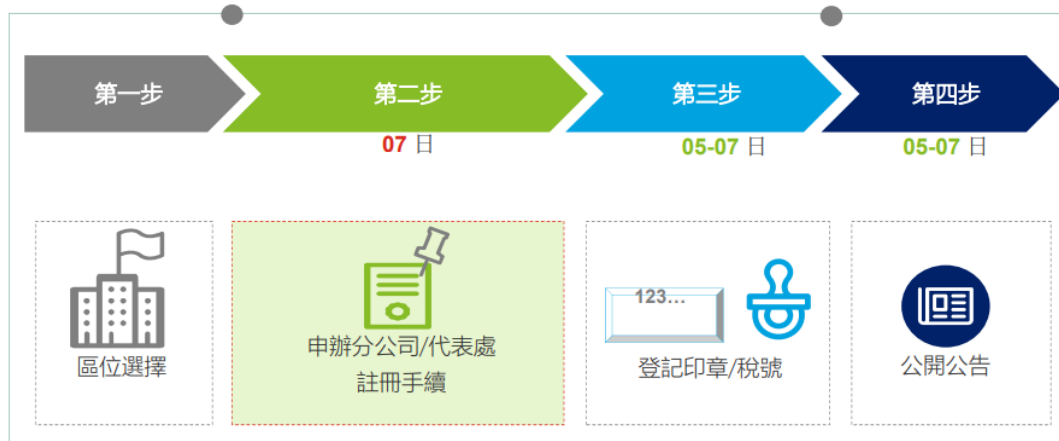 第一步
第二步
第三步
第四步
07 日
05-07 日
05-07 日
區位選擇
申辦分公司/代表處
註冊手續
123...
登記印章/稅號
公開公告